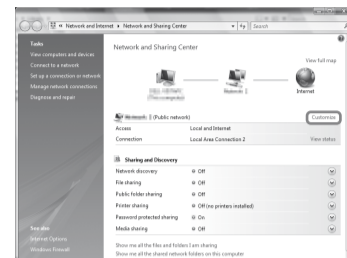 Network and Internet ▸ Network and Sharing Center
Search
Tasks
View computers and devices
Connect to a network
Set up a connection or network
Manage network connections
Diagnose and repair
See also
Internet Options
Windows Firewall
Network and Sharing Center
View full map
(This computer)
Internet
(Public network)
Customize
Access Local and Internet
Connection Local Area Connection 2 View status
Sharing and Discovery
Network discovery Off
File sharing Off
Public folder sharing Off
Printer sharing Off (no printers installed)
Password protected sharing On
Media sharing Off
Show me all the files and folders I am sharing
Show me all the shared network folders on this computer